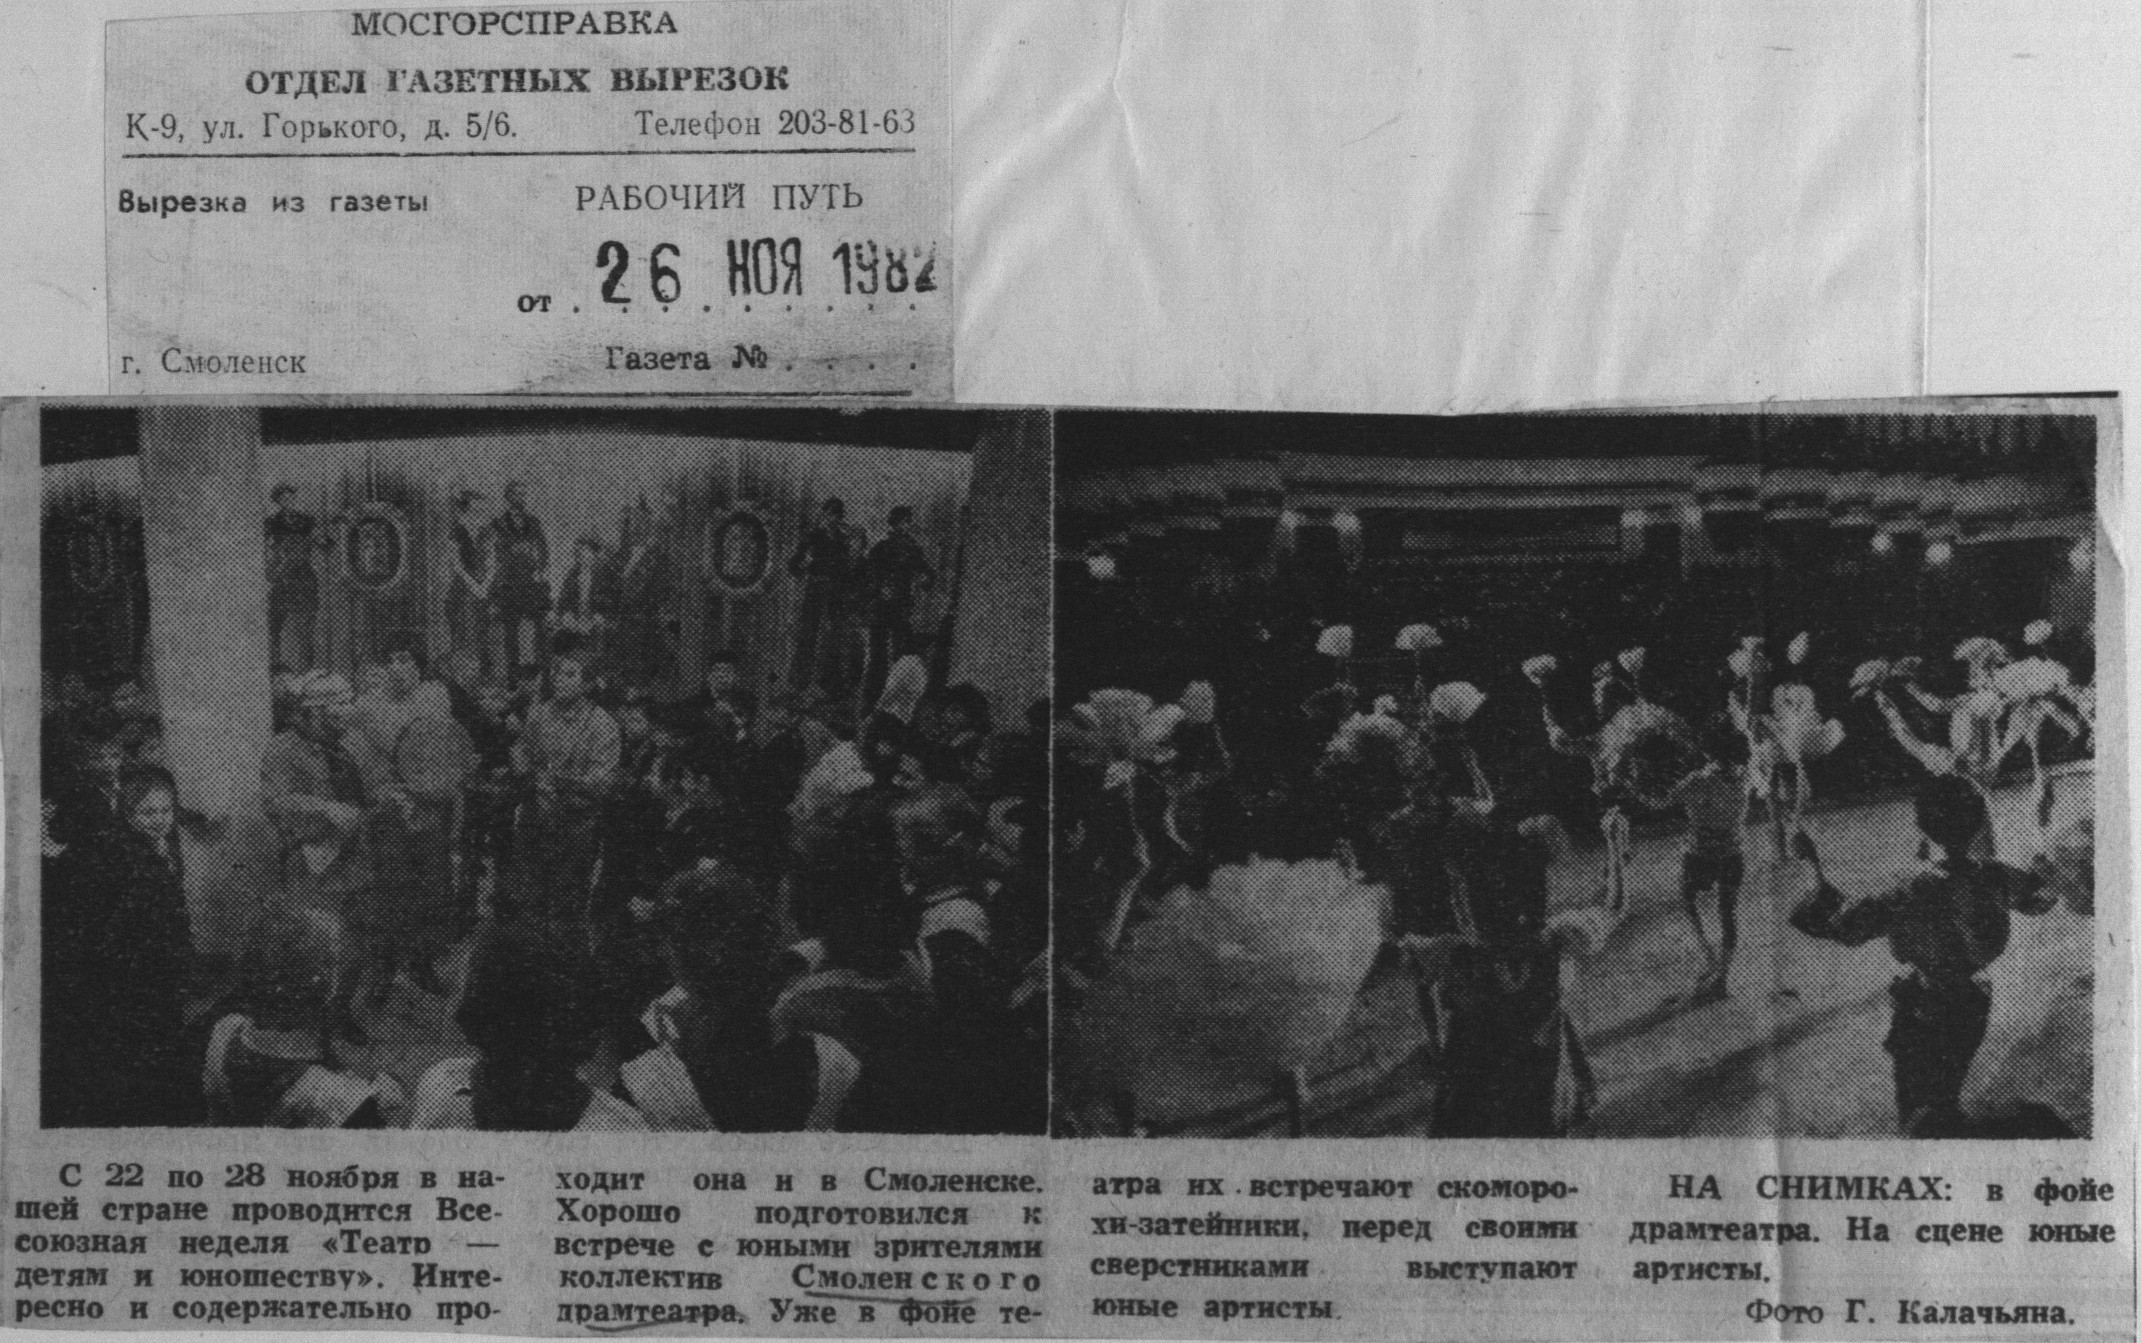 МОСГОРСПРАВКА
ОТДЕЛ ГАЗЕТНЫХ ВЫРЕЗОК
К-9, ул. Горького, д. 5/6. Телефон 203-81-63
Вырезка из газеты РАБОЧИЙ ПУТЬ
от . 26 НОЯ 1982
г. Смоленск Газета № . . . .
С 22 по 28 ноября в на-
шей стране проводится Все-
союзная неделя «Театр —
детям и юношеству». Инте-
ресно и содержательно про-
ходит она и в Смоленске.
Хорошо подготовился к
встрече с юными зрителями
коллектив Смоленского
драмтеатра. Уже в фойе те-
атра их встречают скоморо-
хи-затейники, перед своими
сверстниками выступают
юные артисты.
НА СНИМКАХ: в фойе
драмтеатра. На сцене юные
артисты.
Фото Г. Калачьяна.